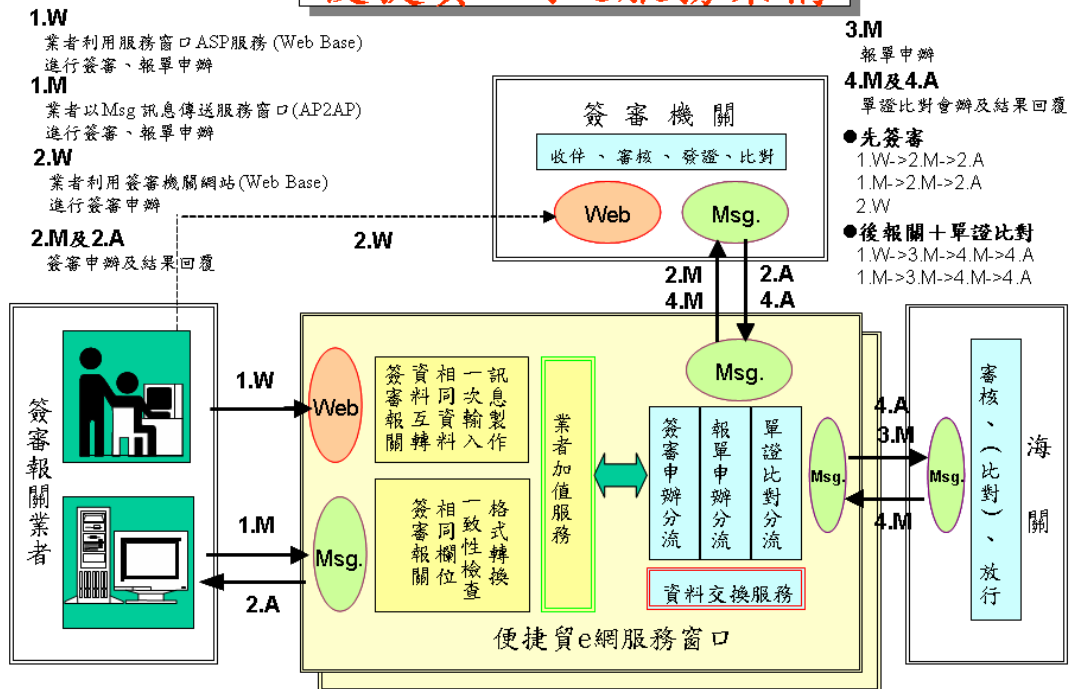 1.W
業者利用服務窗口ASP服務 (Web Base)
進行簽審、報單申辦
1.M
業者以Msg 訊息傳送服務窗口(AP2AP)
進行簽審、報單申辦
2.W
業者利用簽審機關網站(Web Base)
進行簽審申辦
2.M及2.A
簽審申辦及結果回覆
3.M
報單申辦
4.M及4.A
單證比對會辦及結果回覆
●先簽審
1.W->2.M->2.A
1.M->2.M->2.A
2.W
●後報關＋單證比對
1.W->3.M->4.M->4.A
1.M->3.M->4.M->4.A
簽審機關
收件、審核、發證、比對
Web
Msg.
2.W
2.M
4.M
2.A
4.A
簽審報關業者
1.W
1.M
2.A
Web
Msg.
訊息製作
一次輸入
相同資料
資料互轉
簽審報關
格式轉換
一致性檢查
相同欄位
簽審報關
業者加值服務
Msg.
簽審申辦分流
報單申辦分流
單證比對分流
資料交換服務
便捷貿e網服務窗口
Msg.
4.A
3.M
4.M
Msg.
審核、(比對)、放行
海關